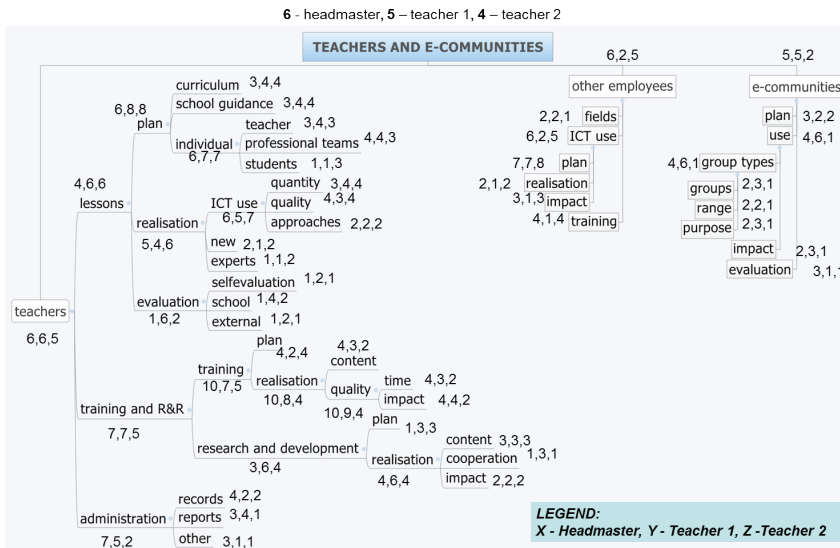 6 - headmaster, 5 – teacher 1, 4 – teacher 2
TEACHERS AND E-COMMUNITIES
6,2,5
5,5,2
other employees
e-communities
fields 2,2,1
ICT use 6,2,5
plan 7,7,8
realisation 2,1,2
impact 3,1,3
training 4,1,4
plan 3,2,2
use 4,6,1
group types 4,6,1
groups 2,3,1
range 2,2,1
purpose 2,3,1
impact 2,3,1
evaluation 3,1,1
teachers
6,6,5
lessons
4,6,6
plan
6,8,8
curriculum 3,4,4
school guidance 3,4,4
individual
6,7,7
teacher 3,4,3
professional teams 4,4,3
students 1,1,3
realisation
5,4,6
ICT use
6,5,7
quantity 3,4,4
quality 4,3,4
approaches 2,2,2
new 2,1,2
experts 1,1,2
evaluation
1,6,2
selfevaluation 1,2,1
school 1,4,2
external 1,2,1
training and R&R
7,7,5
training
10,7,5
plan
4,2,4
realisation
10,8,4
content
4,3,2
quality
10,9,4
time 4,3,2
impact 4,4,2
research and development
3,6,4
plan
1,3,3
realisation
4,6,4
content 3,3,3
cooperation 1,3,1
impact 2,2,2
administration
7,5,2
records 4,2,2
reports 3,4,1
other 3,1,1
LEGEND:
X - Headmaster, Y - Teacher 1, Z -Teacher 2